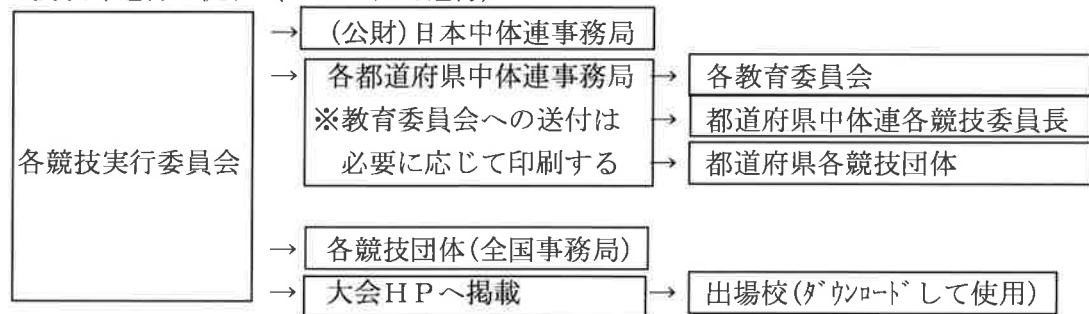 → (公財)日本中体連事務局
→ 各都道府県中体連事務局 → 各教育委員会
※教育委員会への送付は → 都道府県中体連各競技委員長
各競技実行委員会 必要に応じて印刷する → 都道府県各競技団体
→ 各競技団体(全国事務局)
→ 大会ＨＰへ掲載 → 出場校(ﾀﾞｳﾝﾛｰﾄﾞして使用)